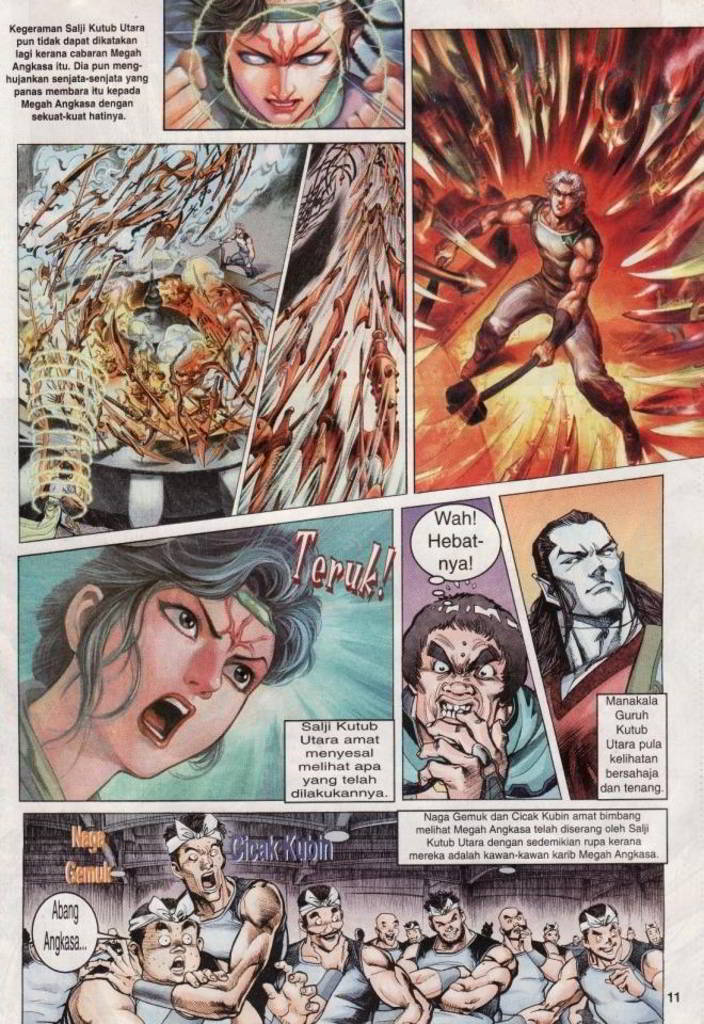 Kegeraman Salji Kutub Utara
pun tidak dapat dikatakan
lagi kerana cabaran Megah
Angkasa itu. Dia pun meng-
hujankan senjata-senjata yang
panas membara itu kepada
Megah Angkasa dengan
sekuat-kuat hatinya.
Teruk!
Salji Kutub
Utara amat
menyesal
melihat apa
yang telah
dilakukannya.
Wah!
Hebat-
nya!
Manakala
Guruh
Kutub
Utara pula
kelihatan
bersahaja
dan tenang.
Naga Gemuk dan Cicak Kubin amat bimbang
melihat Megah Angkasa telah diserang oleh Salji
Kutub Utara dengan sedemikian rupa kerana
mereka adalah kawan-kawan karib Megah Angkasa.
Naga
Gemuk
Cicak Kubin
Abang
Angkasa...
11